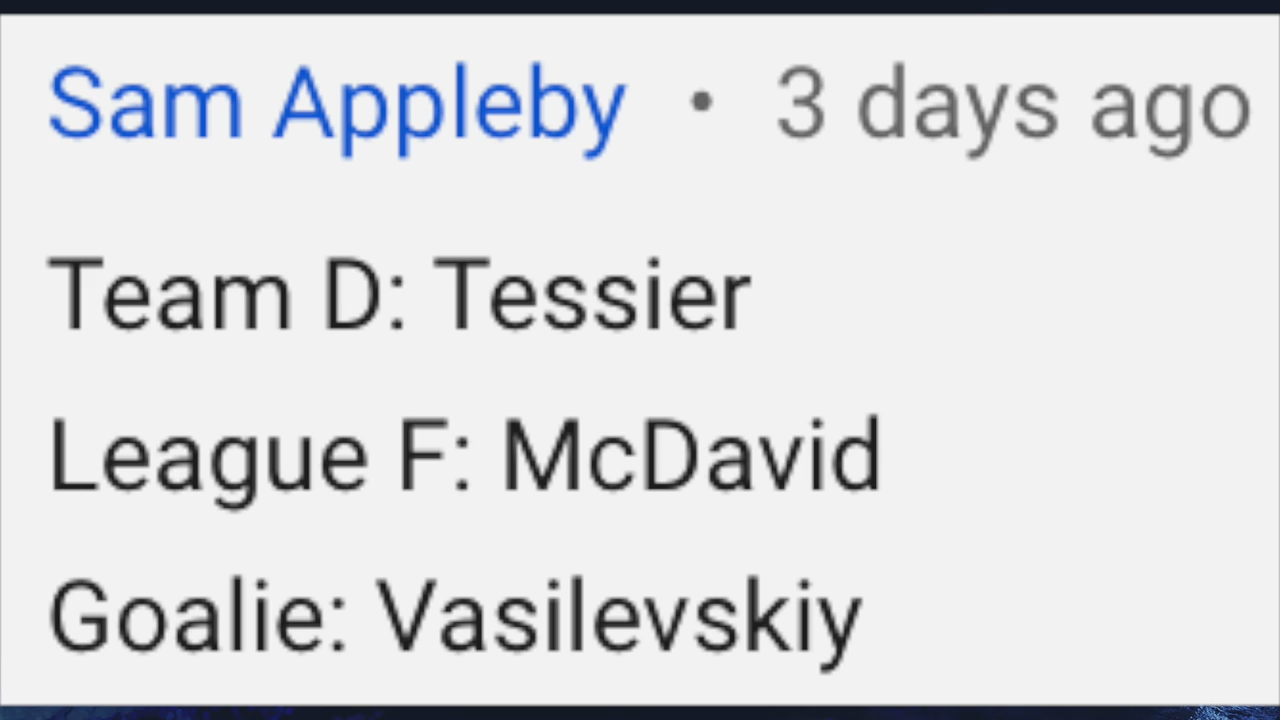 Sam Appleby • 3 days ago
Team D: Tessier
League F: McDavid
Goalie: Vasilevskiy